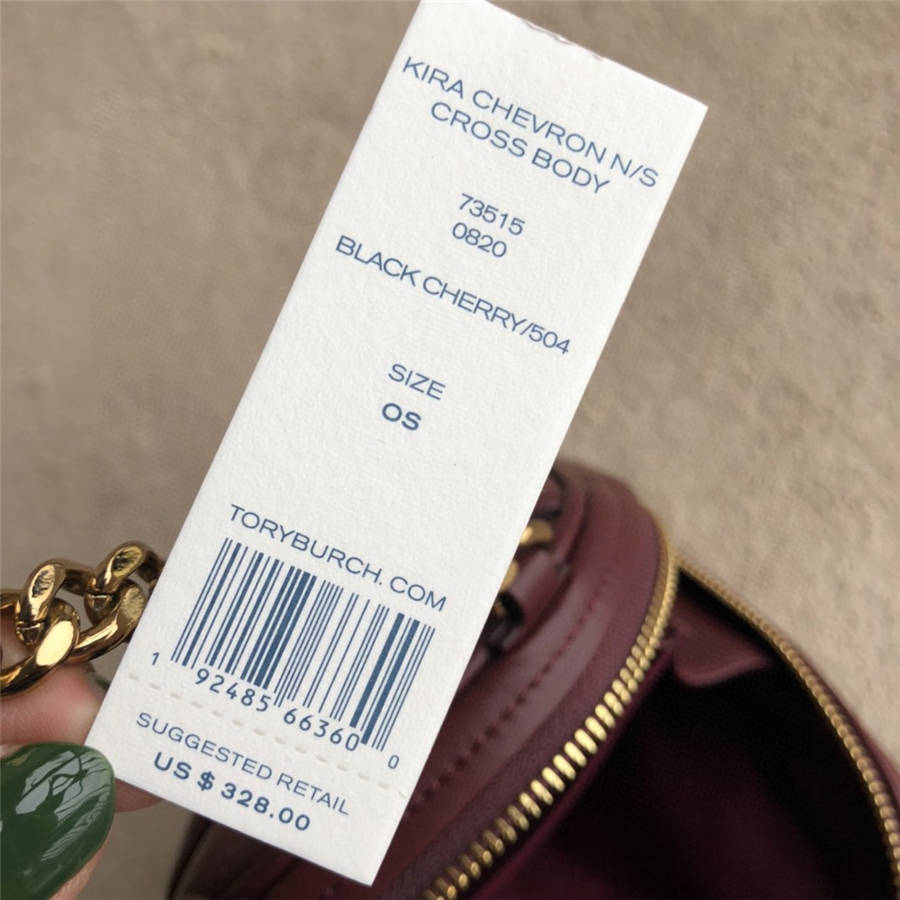 KIRA CHEVRON N/S
CROSS BODY
73515
0820
BLACK CHERRY/504
SIZE
OS
TORYBURCH.COM
1 92485 66360 0
SUGGESTED RETAIL
US $ 328.00